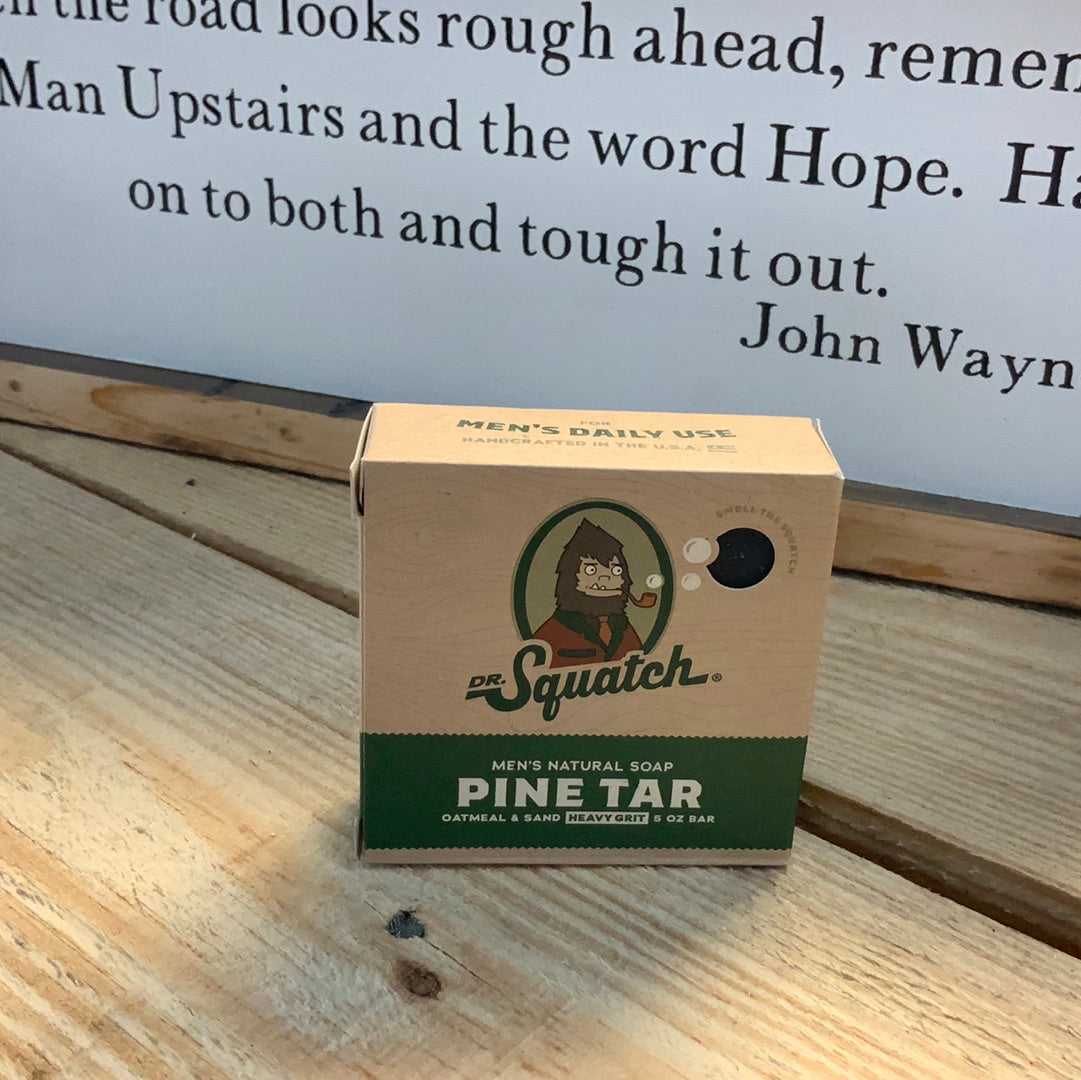 the road looks rough ahead, remem
Man Upstairs and the word Hope. Ha
on to both and tough it out.
John Wayn
FOR
MEN'S DAILY USE
HANDCRAFTED IN THE U.S.A.
SMELL THE SQUATCH
DR. Squatch®
MEN'S NATURAL SOAP
PINE TAR
OATMEAL & SAND HEAVY GRIT 5 OZ BAR